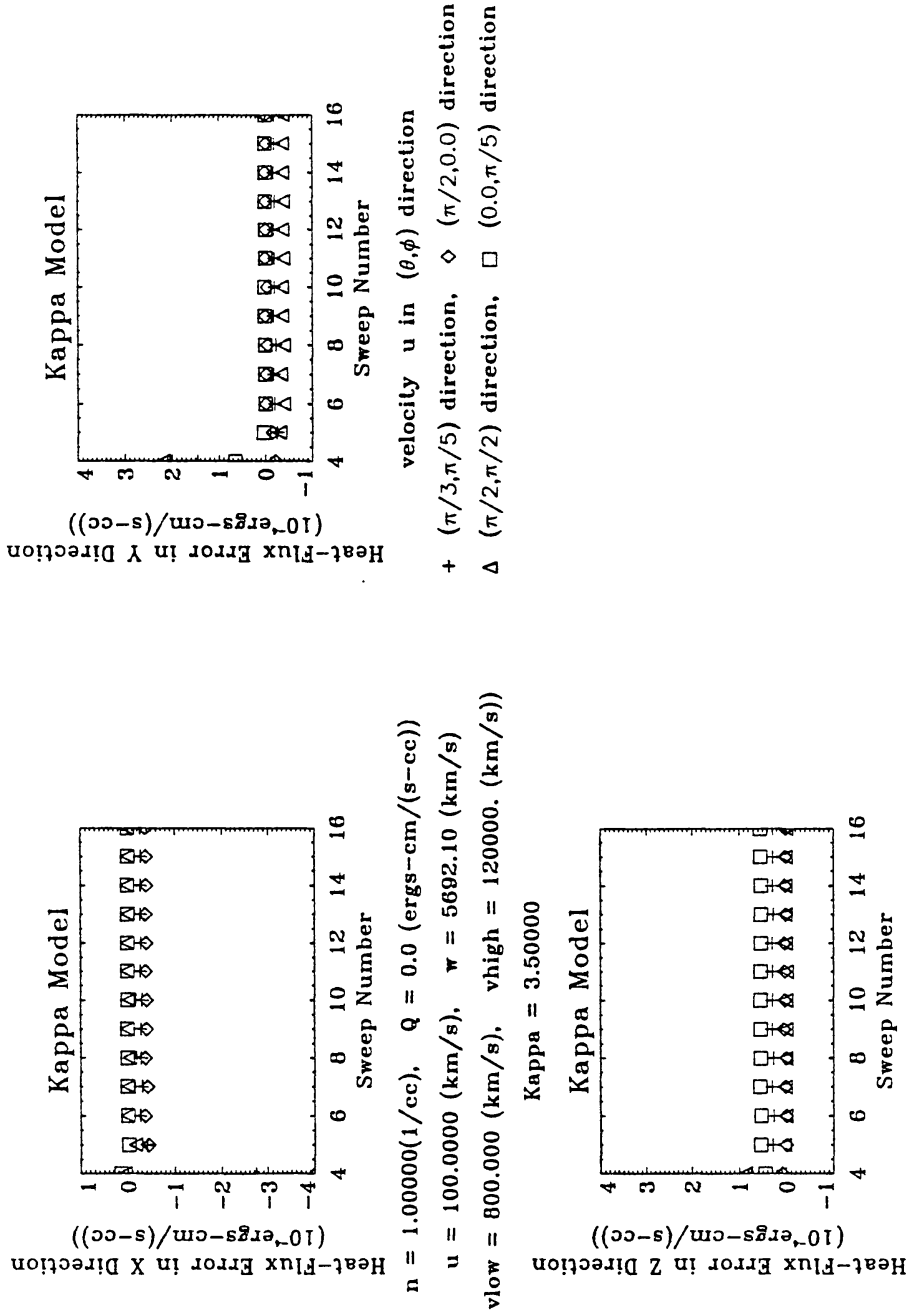 Kappa Model
Heat-Flux Error in X Direction
(10⁻⁴ergs-cm/(s-cc))
1
0
-1
-2
-3
-4
4 6 8 10 12 14 16
Sweep Number
Kappa Model
Heat-Flux Error in Y Direction
(10⁻⁴ergs-cm/(s-cc))
4
3
2
1
0
-1
4 6 8 10 12 14 16
Sweep Number
n = 1.00000(1/cc), Q = 0.0 (ergs-cm/(s-cc))
u = 100.0000 (km/s), w = 5692.10 (km/s)
vlow = 800.000 (km/s), vhigh = 120000. (km/s))
Kappa = 3.50000
velocity u in (θ,φ) direction
+ (π/3,π/5) direction, ◇ (π/2,0.0) direction
Δ (π/2,π/2) direction, □ (0.0,π/5) direction
Kappa Model
Heat-Flux Error in Z Direction
(10⁻⁴ergs-cm/(s-cc))
4
3
2
1
0
-1
4 6 8 10 12 14 16
Sweep Number